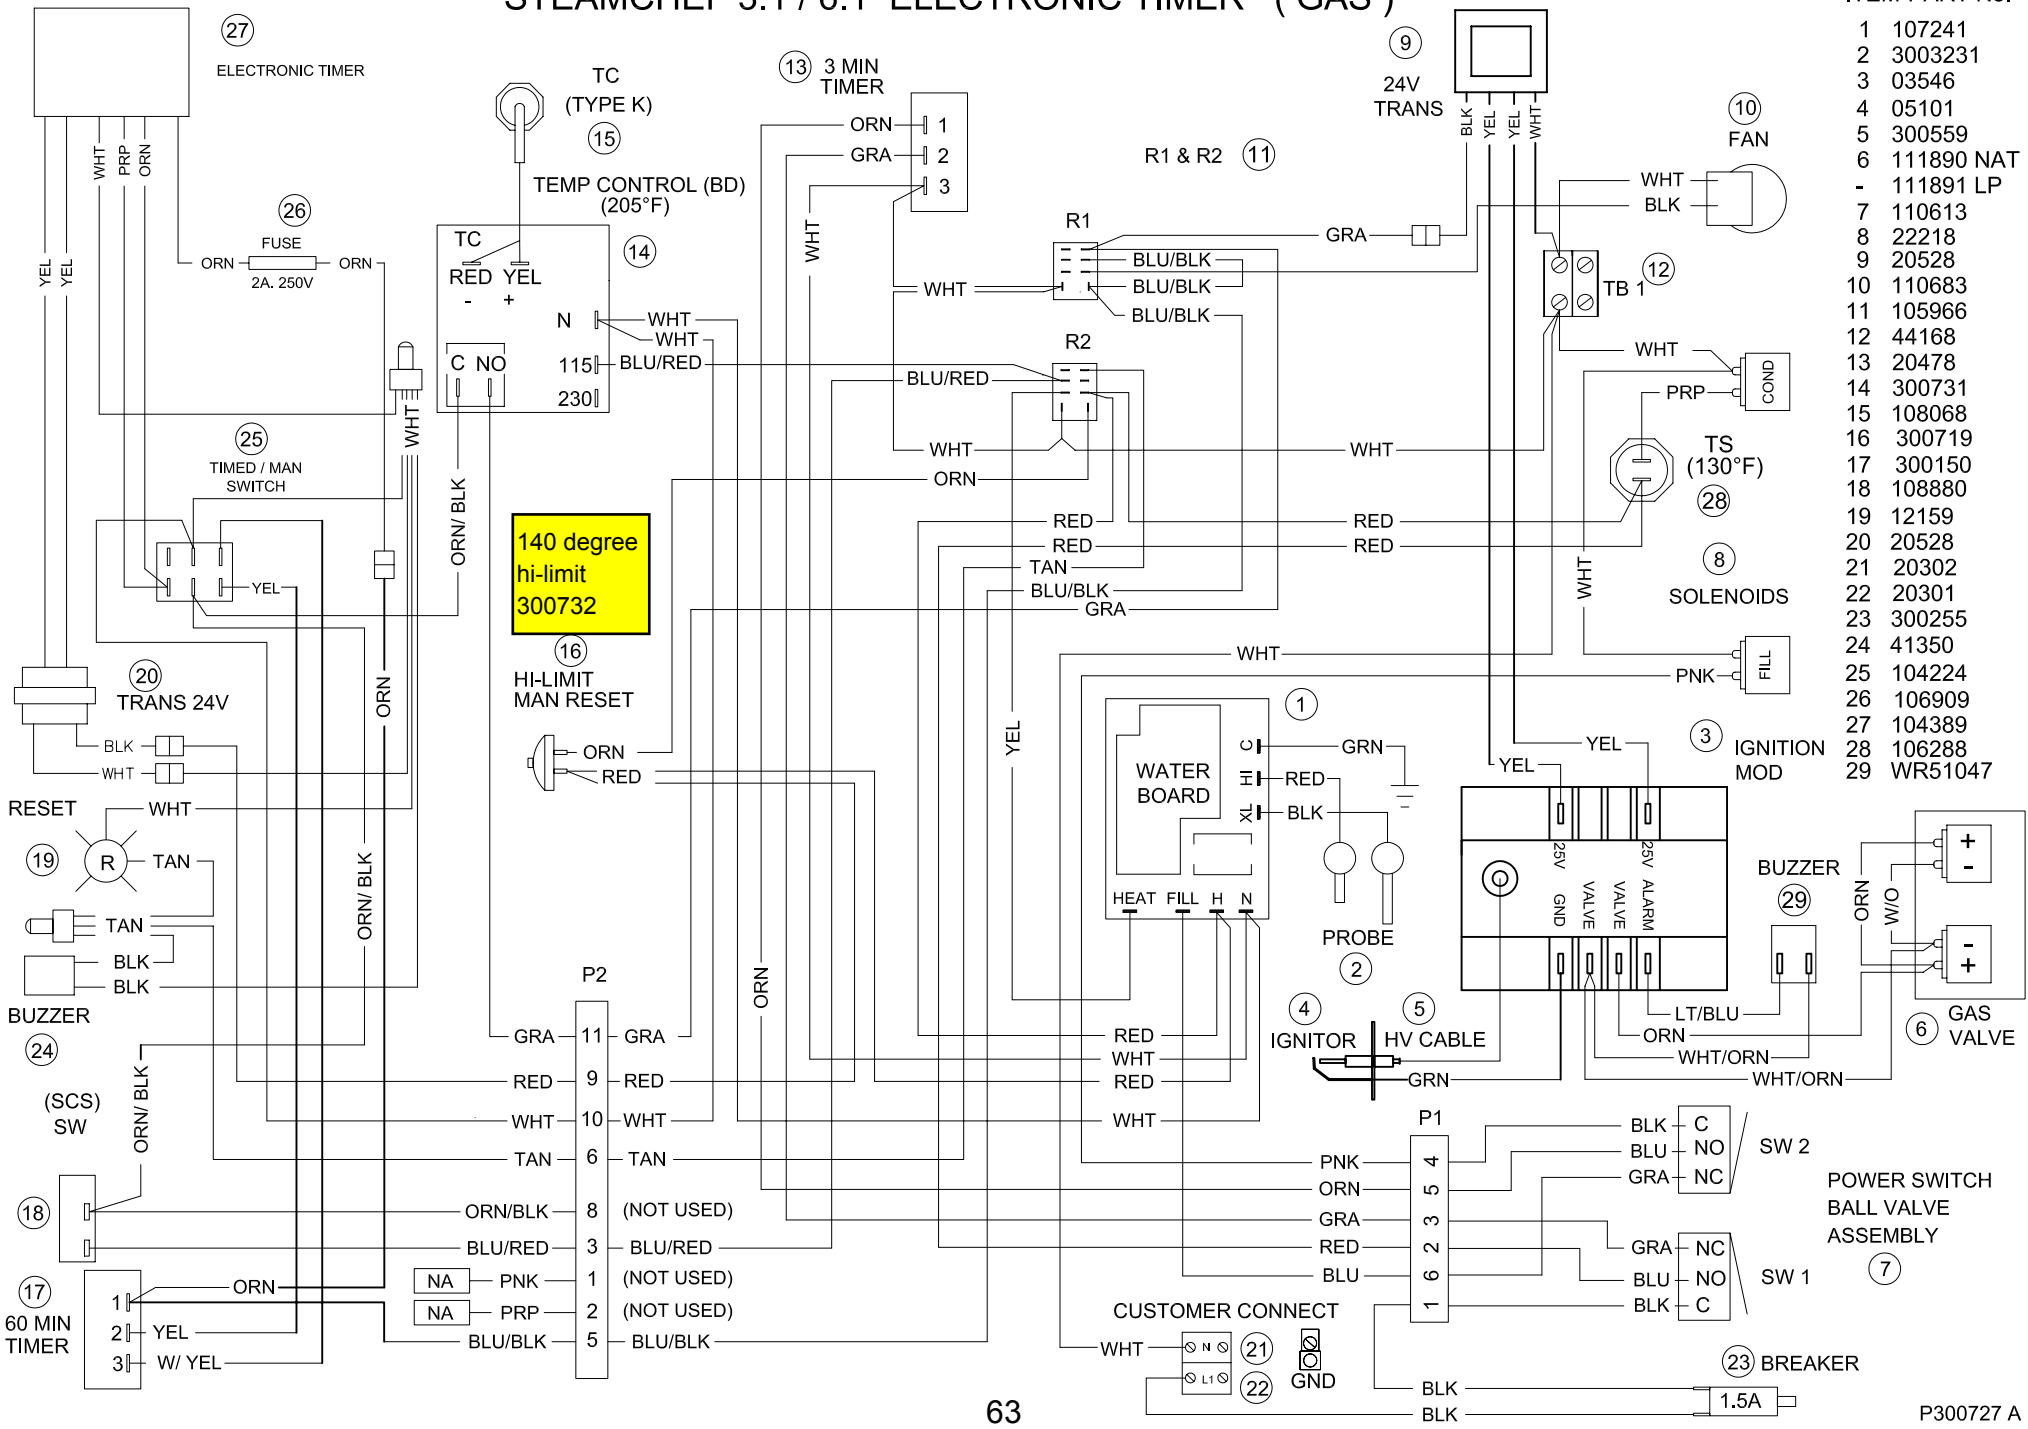 STEAMCHEF 3.1 / 6.1 ELECTRONIC TIMER ( GAS )
ITEM PART No.
1 107241
2 3003231
3 03546
4 05101
5 300559
6 111890 NAT
- 111891 LP
7 110613
8 22218
9 20528
10 110683
11 105966
12 44168
13 20478
14 300731
15 108068
16 300719
17 300150
18 108880
19 12159
20 20528
21 20302
22 20301
23 300255
24 41350
25 104224
26 106909
27 104389
28 106288
29 WR51047
27
ELECTRONIC TIMER
YEL
YEL
WHT
PRP
ORN
26
FUSE
ORN
ORN
2A. 250V
TC
(TYPE K)
15
TEMP CONTROL (BD)
(205°F)
14
TC
RED YEL
- +
N
C NO
115
230
WHT
WHT
BLU/RED
13 3 MIN
TIMER
ORN 1
GRA 2
3
WHT
R1 & R2 11
R1
GRA
BLU/BLK
BLU/BLK
BLU/BLK
WHT
R2
BLU/RED
WHT
WHT
ORN
9
24V
TRANS
BLK
YEL
YEL
WHT
10
FAN
WHT
BLK
TB 1 12
WHT
COND
PRP
TS
(130°F)
28
RED
RED
RED
RED
TAN
BLU/BLK
GRA
WHT
8
SOLENOIDS
WHT
PNK
FILL
25
TIMED / MAN
SWITCH
WHT
ORN/ BLK
YEL
20
TRANS 24V
BLK
WHT
ORN
140 degree
hi-limit
300732
16
HI-LIMIT
MAN RESET
ORN
RED
YEL
1
WATER
BOARD
C
HI
XL
GRN
RED
BLK
HEAT FILL H N
PROBE
2
3
IGNITION
MOD
YEL
YEL
25V
25V
GND
VALVE
VALVE
ALARM
BUZZER
29
ORN
W/O
+
-
-
+
6
GAS
VALVE
LT/BLU
ORN
WHT/ORN
WHT/ORN
4
IGNITOR
5
HV CABLE
GRN
RESET
19
R
WHT
TAN
TAN
BLK
BLK
BUZZER
24
ORN/ BLK
ORN/ BLK
(SCS)
SW
18
17
60 MIN
TIMER
1
2
3
ORN
YEL
W/ YEL
P2
GRA 11 GRA
RED 9 RED
WHT 10 WHT
TAN 6 TAN
ORN/BLK 8 (NOT USED)
BLU/RED 3 BLU/RED
NA PNK 1 (NOT USED)
NA PRP 2 (NOT USED)
BLU/BLK 5 BLU/BLK
ORN
RED
WHT
RED
WHT
P1
PNK 4
ORN 5
GRA 3
RED 2
BLU 6
1
BLK C
BLU NO
GRA NC
SW 2
GRA NC
BLU NO
BLK C
SW 1
POWER SWITCH
BALL VALVE
ASSEMBLY
7
CUSTOMER CONNECT
WHT
N
21
L1
22
GND
BLK
BLK
23 BREAKER
1.5A
63
P300727 A